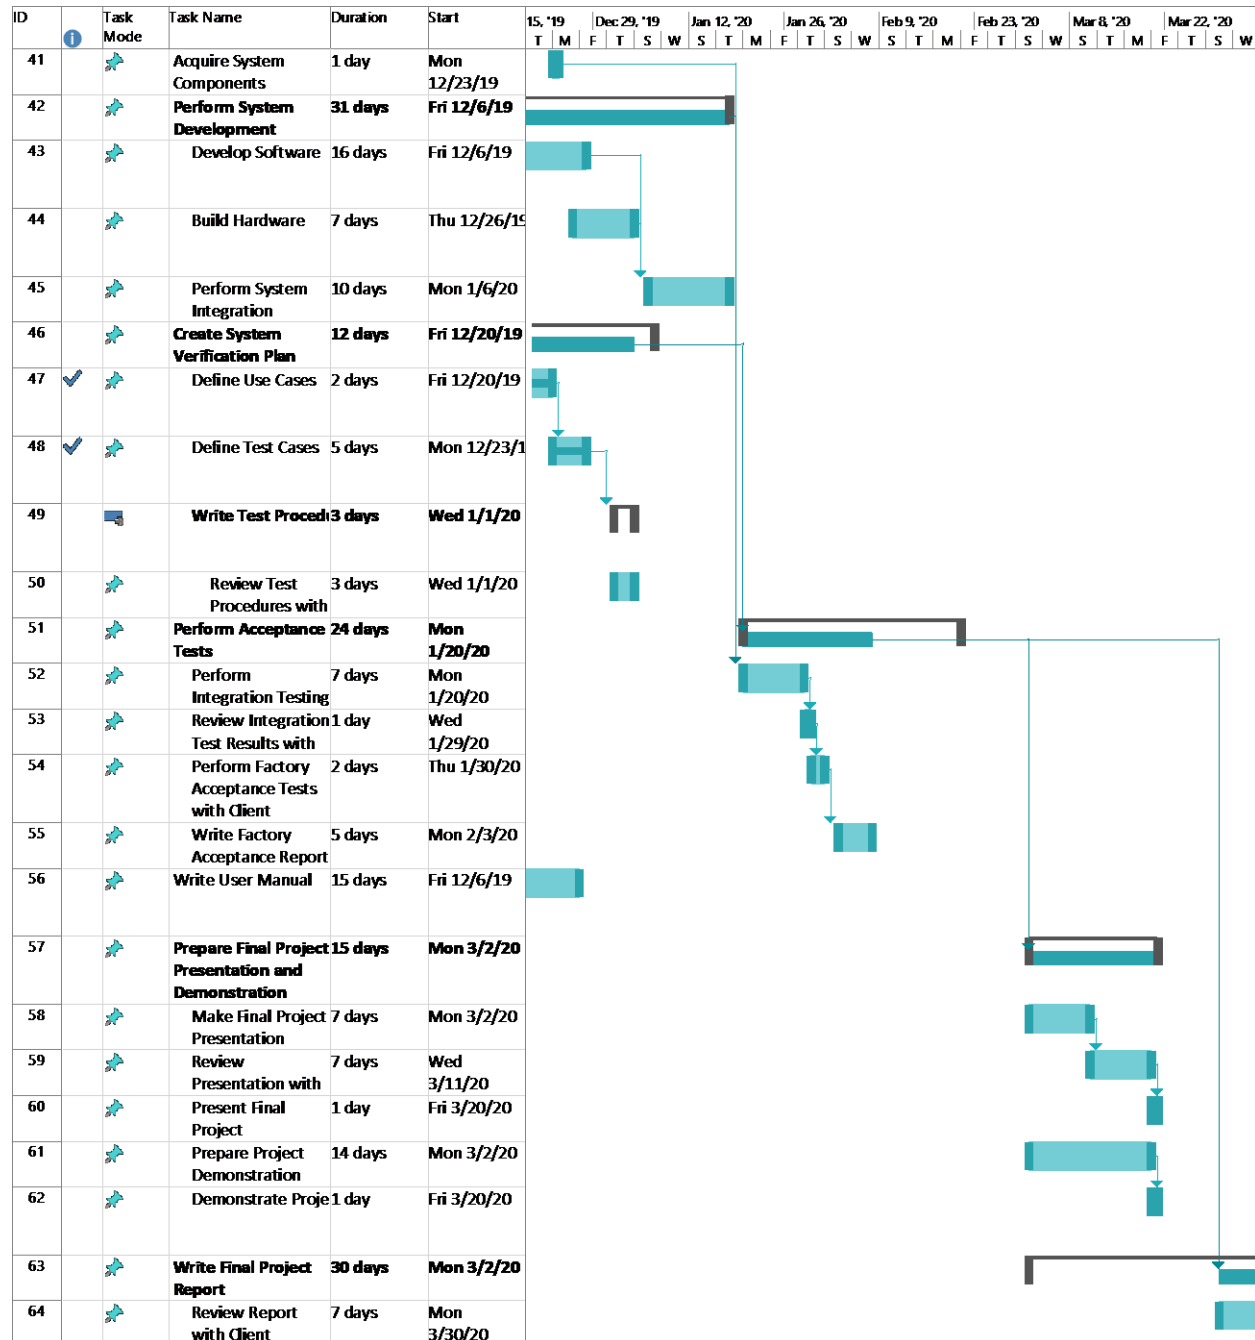 ID Task Task Name Duration Start 15, '19 Dec 29, '19 Jan 12, '20 Jan 26, '20 Feb 9, '20 Feb 23, '20 Mar 8, '20 Mar 22, '20
Mode T M F T S W S T M F T S W S T M F T S W S T M F T S W
41 Acquire System 1 day Mon
Components 12/23/19
42 Perform System 31 days Fri 12/6/19
Development
43 Develop Software 16 days Fri 12/6/19
44 Build Hardware 7 days Thu 12/26/19
45 Perform System 10 days Mon 1/6/20
Integration
46 Create System 12 days Fri 12/20/19
Verification Plan
47 Define Use Cases 2 days Fri 12/20/19
48 Define Test Cases 5 days Mon 12/23/1
49 Write Test Procedu 3 days Wed 1/1/20
50 Review Test 3 days Wed 1/1/20
Procedures with
51 Perform Acceptance 24 days Mon
Tests 1/20/20
52 Perform 7 days Mon
Integration Testing 1/20/20
53 Review Integration 1 day Wed
Test Results with 1/29/20
54 Perform Factory 2 days Thu 1/30/20
Acceptance Tests
with Client
55 Write Factory 5 days Mon 2/3/20
Acceptance Report
56 Write User Manual 15 days Fri 12/6/19
57 Prepare Final Project 15 days Mon 3/2/20
Presentation and
Demonstration
58 Make Final Project 7 days Mon 3/2/20
Presentation
59 Review 7 days Wed
Presentation with 3/11/20
60 Present Final 1 day Fri 3/20/20
Project
61 Prepare Project 14 days Mon 3/2/20
Demonstration
62 Demonstrate Proje 1 day Fri 3/20/20
63 Write Final Project 30 days Mon 3/2/20
Report
64 Review Report 7 days Mon
with Client 3/30/20